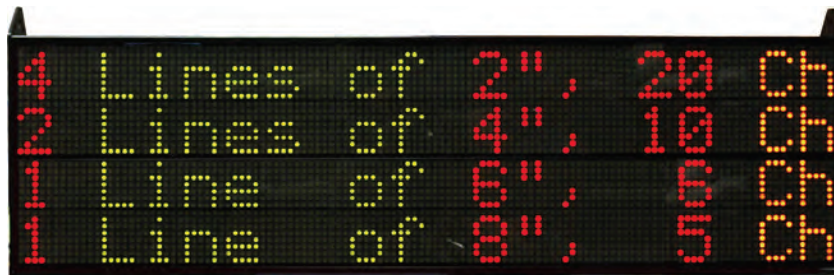 4 Lines of 2", 20 Ch
2 Lines of 4", 10 Ch
1 Line of 6", 6 Ch
1 Line of 8", 5 Ch